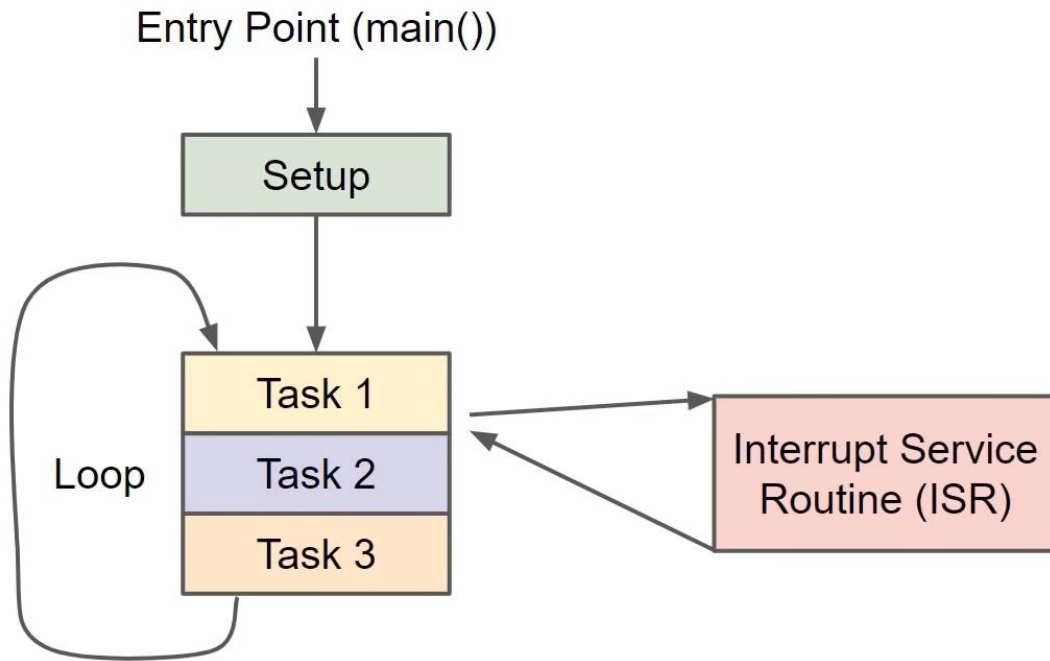 Entry Point (main())
Setup
Task 1
Loop
Task 2
Task 3
Interrupt Service
Routine (ISR)